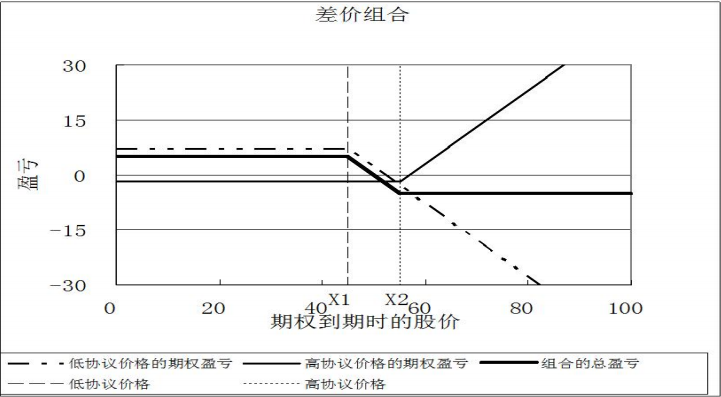 差价组合
30
15
0
-15
-30
盈亏
0 20 40 X1 X2 60 80 100
期权到期时的股价
低协议价格的期权盈亏 高协议价格的期权盈亏 组合的总盈亏
低协议价格 高协议价格